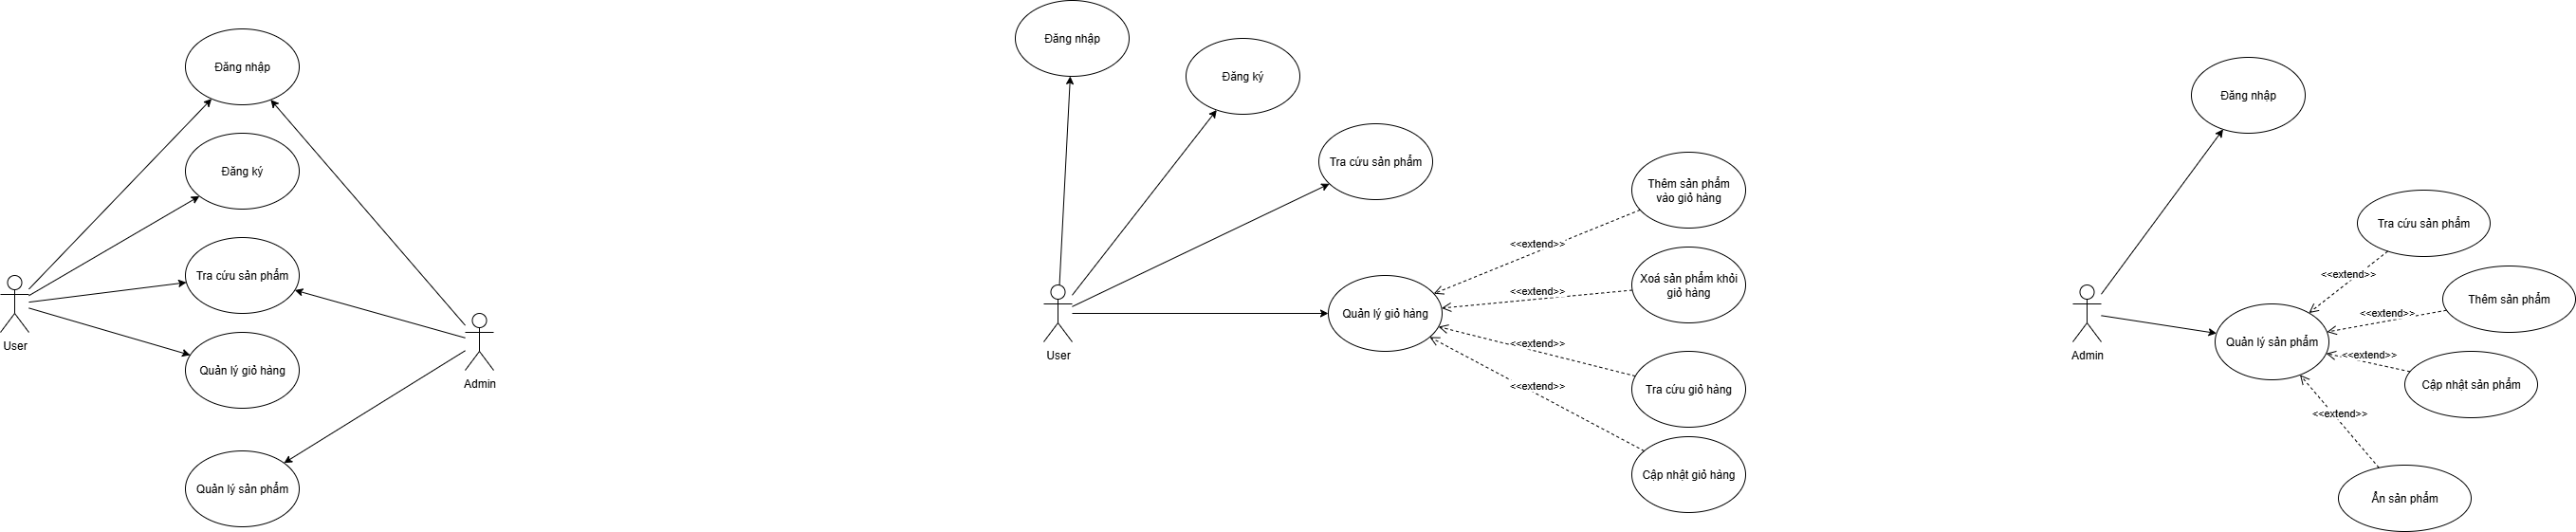 Đăng nhập
Đăng ký
Tra cứu sản phẩm
User
Quản lý giỏ hàng
Admin
Quản lý sản phẩm
Đăng nhập
Đăng ký
Tra cứu sản phẩm
Thêm sản phẩm
vào giỏ hàng
<<extend>>
Xoá sản phẩm khỏi
giỏ hàng
<<extend>>
Quản lý giỏ hàng
<<extend>>
User
<<extend>>
Tra cứu giỏ hàng
Cập nhật giỏ hàng
Đăng nhập
Tra cứu sản phẩm
<<extend>>
Thêm sản phẩm
<<extend>>
Quản lý sản phẩm
Admin
<<extend>>
Cập nhật sản phẩm
<<extend>>
Ẩn sản phẩm